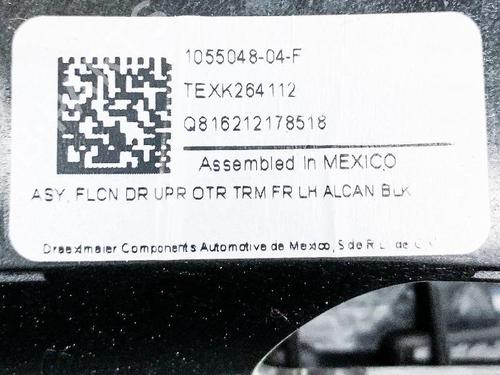 1055048-04-F
TEXK264112
Q816212178518
Assembled In MEXICO
ASY, FLCN DR UPR OTR TRM FR LH ALCAN BLK
Draexlmaier Components Automotive de Mexico, S de R L de C